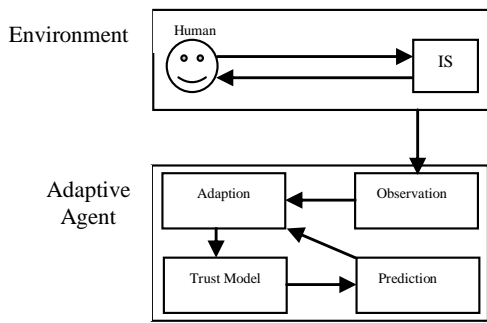 Environment
Human
IS
Adaptive
Agent
Adaption
Observation
Trust Model
Prediction